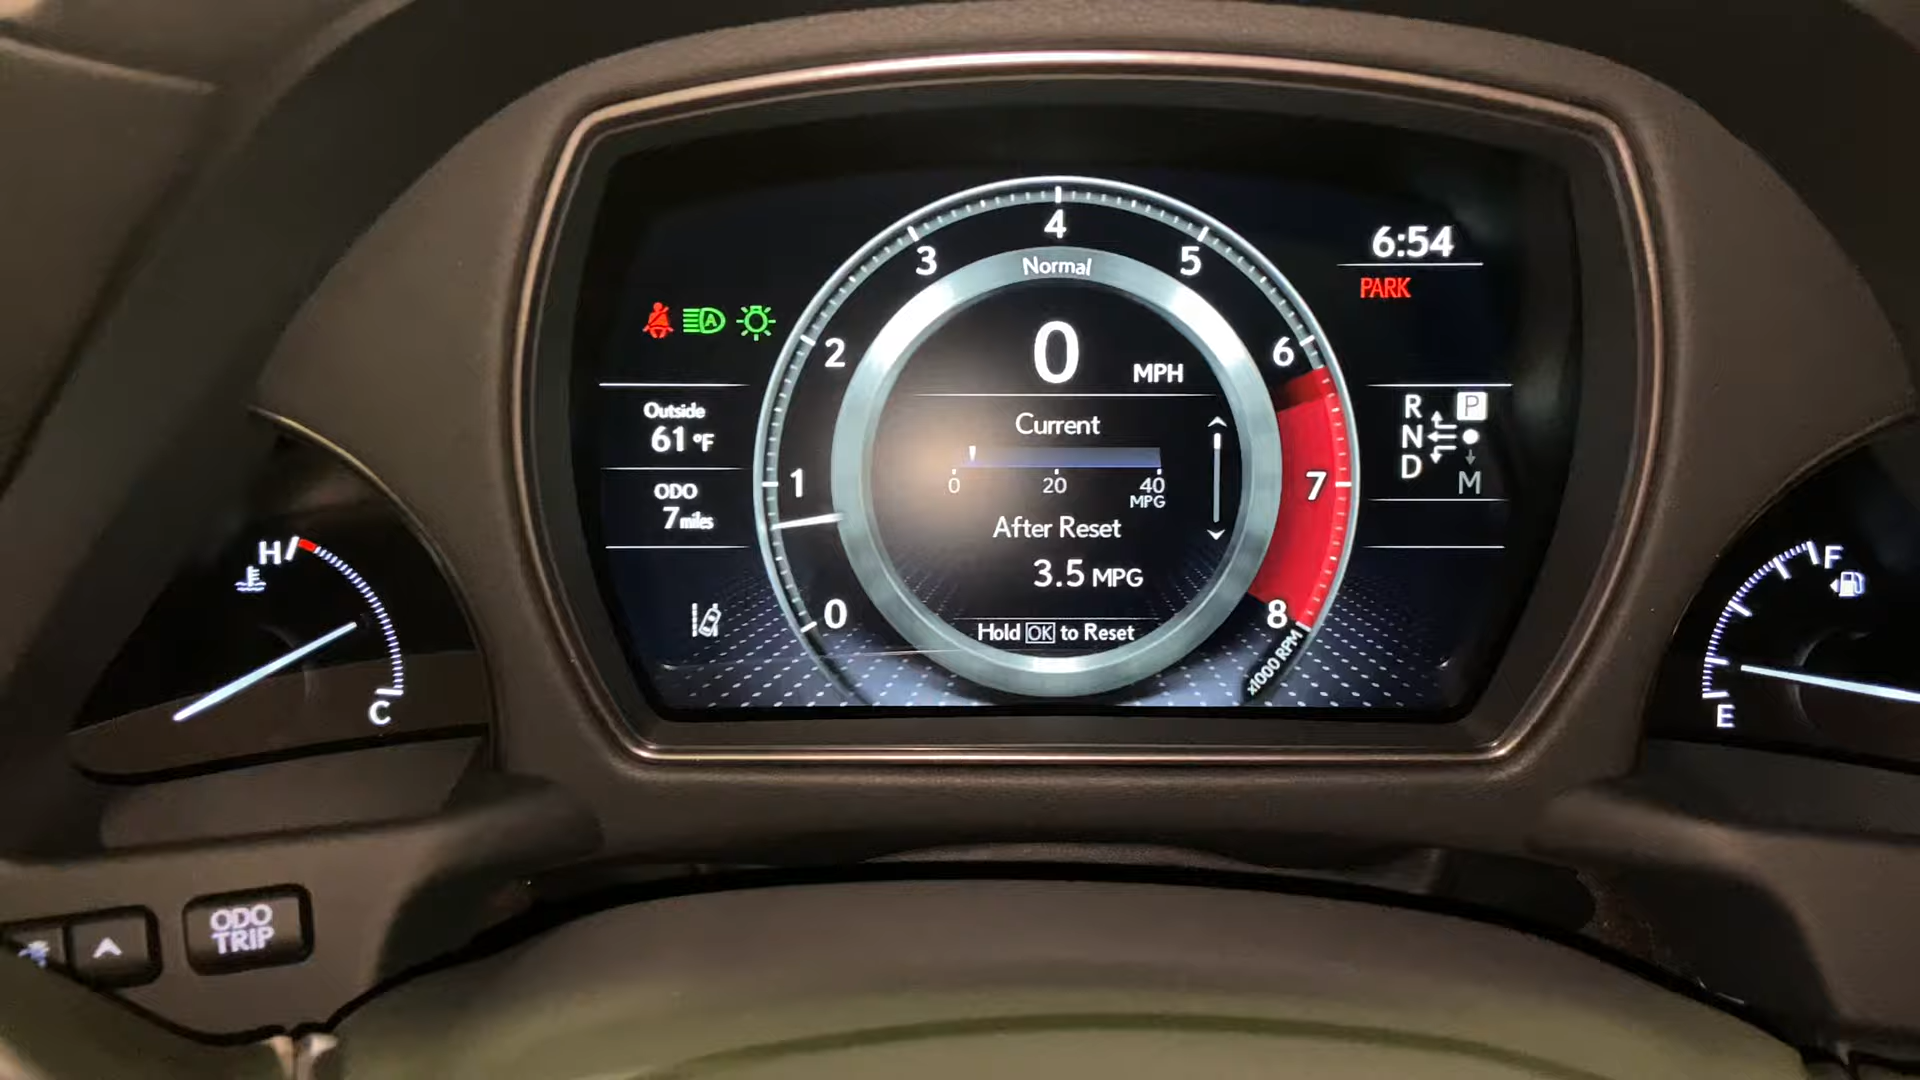 6:54
PARK
Outside
61 °F
ODO
7 miles
H
C
0
1
2
3
4
5
6
7
8
x1000 RPM
Normal
0 MPH
Current
0 20 40
MPG
After Reset
3.5 MPG
Hold OK to Reset
A
R P
N
D M
F
E
ODO
TRIP